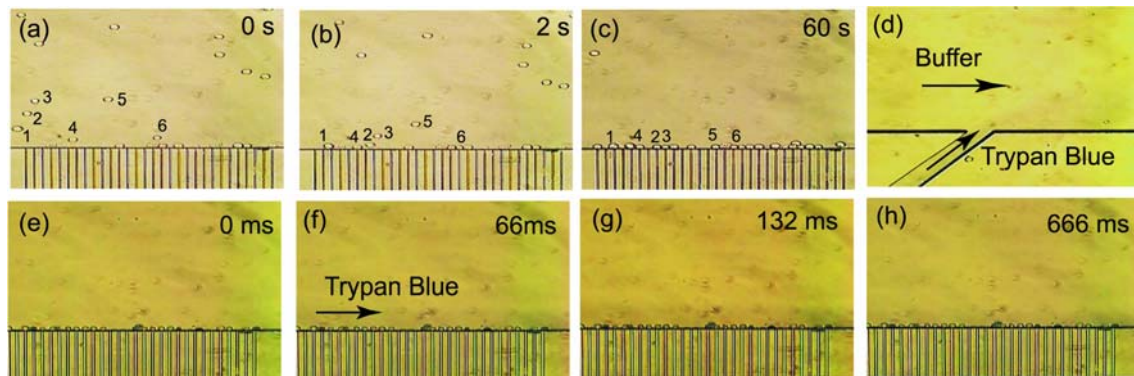 (a) 0 s
3
5
2
4
6
1
(b) 2 s
5
3
1 4 2 6
(c) 60 s
1 4 2 3 5 6
(d)
Buffer
Trypan Blue
(e) 0 ms
(f) 66ms
Trypan Blue
(g) 132 ms
(h) 666 ms